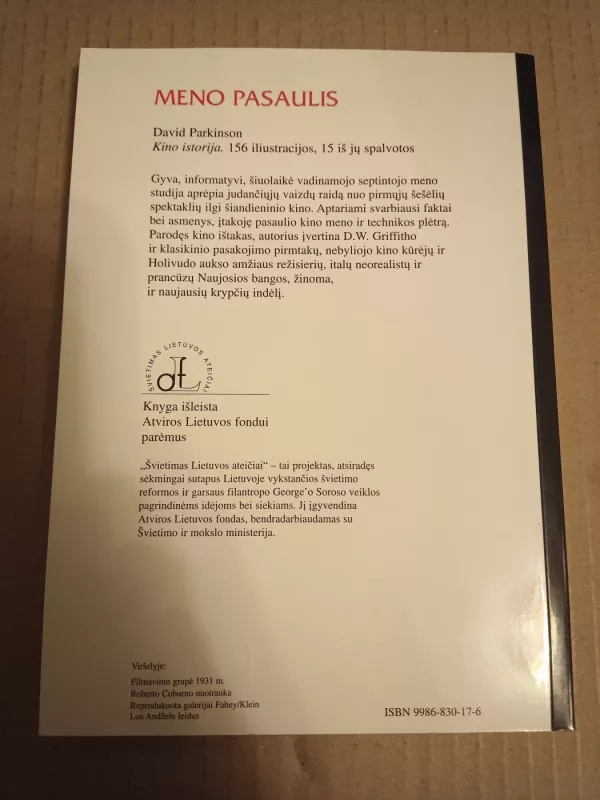 MENO PASAULIS
David Parkinson
Kino istorija. 156 iliustracijos, 15 iš jų spalvotos
Gyva, informatyvi, šiuolaikė vadinamojo septintojo meno
studija aprėpia judančiųjų vaizdų raidą nuo pirmųjų šešėlių
spektaklių ilgi šiandieninio kino. Aptariami svarbiausi faktai
bei asmenys, įtakoję pasaulio kino meno ir technikos plėtrą.
Parodęs kino ištakas, autorius įvertina D.W. Griffitho
ir klasikinio pasakojimo pirmtakų, nebyliojo kino kūrėjų ir
Holivudo aukso amžiaus režisierių, italų neorealistų ir
prancūzų Naujosios bangos, žinoma,
ir naujausių krypčių indėlį.
ŠVIETIMAS LIETUVOS ATEIČIAI
Knyga išleista
Atviros Lietuvos fondui
parėmus
„Švietimas Lietuvos ateičiai“ – tai projektas, atsiradęs
sėkmingai sutapus Lietuvoje vykstančios švietimo
reformos ir garsaus filantropo George’o Soroso veiklos
pagrindinėms idėjoms bei siekiams. Jį įgyvendina
Atviros Lietuvos fondas, bendradarbiaudamas su
Švietimo ir mokslo ministerija.
Viršelyje:
Filmavimo grupė 1931 m.
Roberto Coburno nuotrauka
Reprodukuota galerijai Fahey/Klein
Los Andžele leidus
ISBN 9986-830-17-6